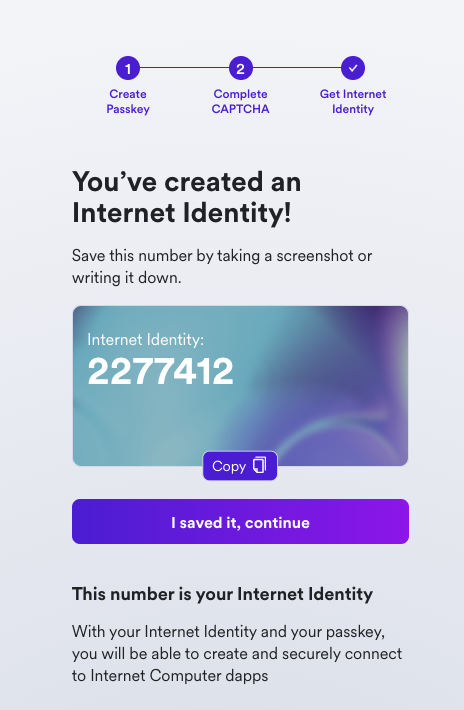 1
2
Create
Passkey
Complete
CAPTCHA
Get Internet
Identity
You’ve created an
Internet Identity!
Save this number by taking a screenshot or
writing it down.
Internet Identity:
2277412
Copy
I saved it, continue
This number is your Internet Identity
With your Internet Identity and your passkey,
you will be able to create and securely connect
to Internet Computer dapps